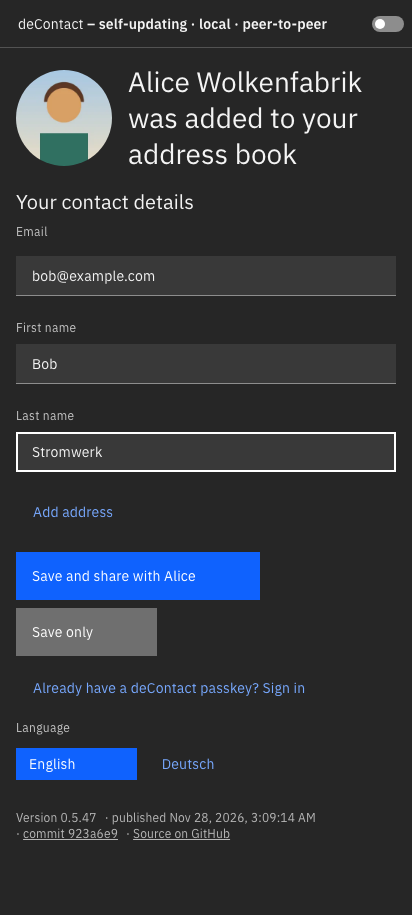 deContact – self-updating · local · peer-to-peer
Alice Wolkenfabrik
was added to your
address book
Your contact details
Email
bob@example.com
First name
Bob
Last name
Stromwerk
Add address
Save and share with Alice
Save only
Already have a deContact passkey? Sign in
Language
English Deutsch
Version 0.5.47 · published Nov 28, 2026, 3:09:14 AM
· commit 923a6e9 · Source on GitHub